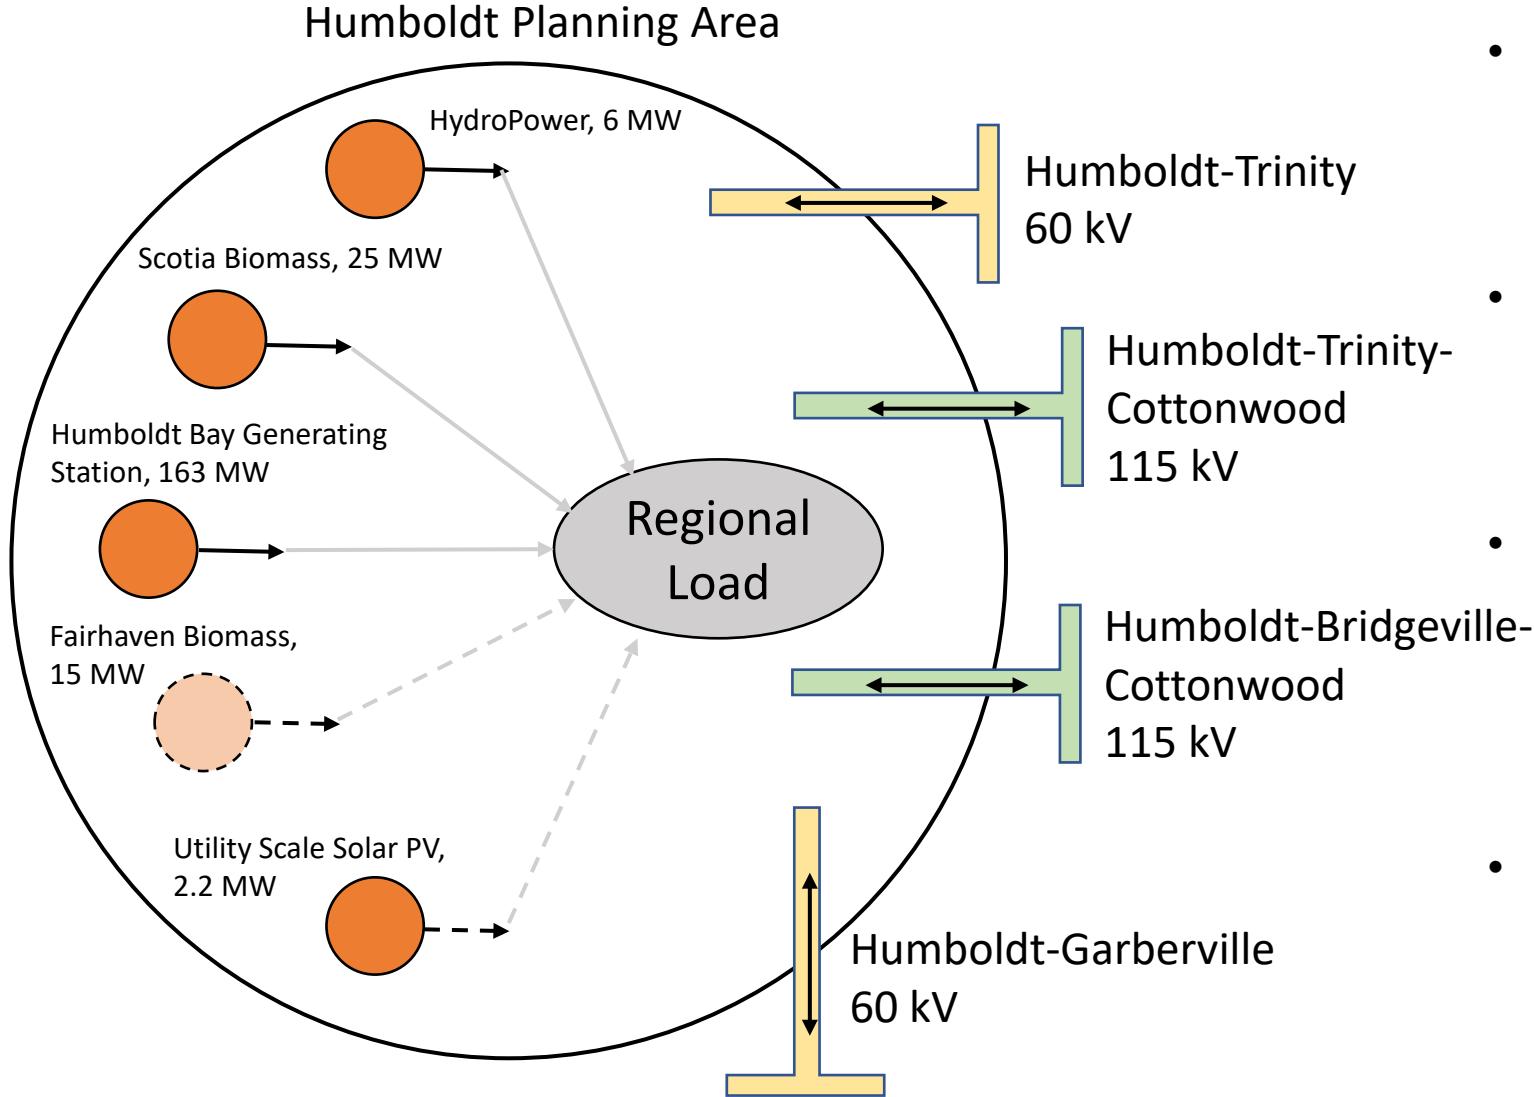 Humboldt Planning Area
HydroPower, 6 MW
Scotia Biomass, 25 MW
Humboldt Bay Generating
Station, 163 MW
Fairhaven Biomass,
15 MW
Utility Scale Solar PV,
2.2 MW
Regional
Load
Humboldt-Trinity
60 kV
Humboldt-Trinity-
Cottonwood
115 kV
Humboldt-Bridgeville-
Cottonwood
115 kV
Humboldt-Garberville
60 kV